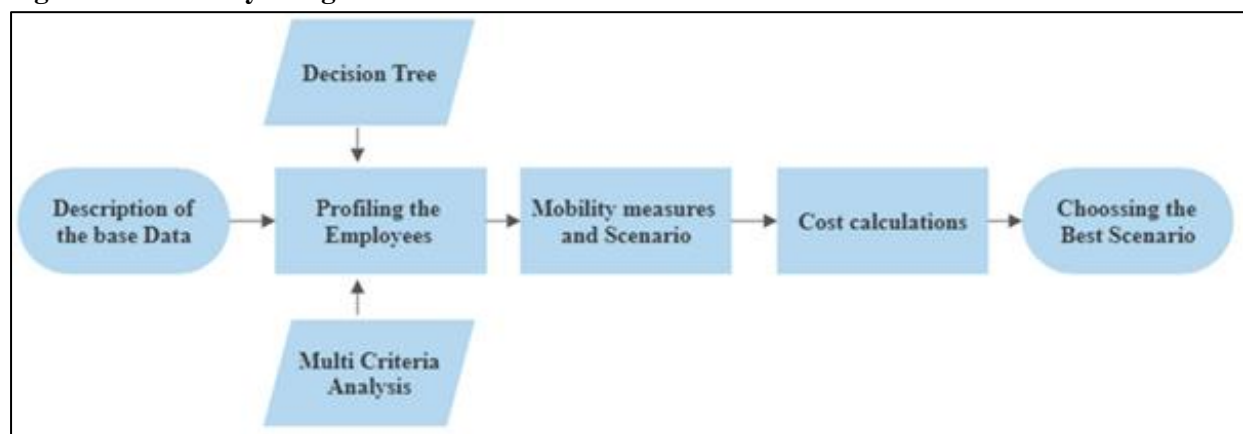 Decision Tree
Description of
the base Data
Profiling the
Employees
Mobility measures
and Scenario
Cost calculations
Choossing the
Best Scenario
Multi Criteria
Analysis